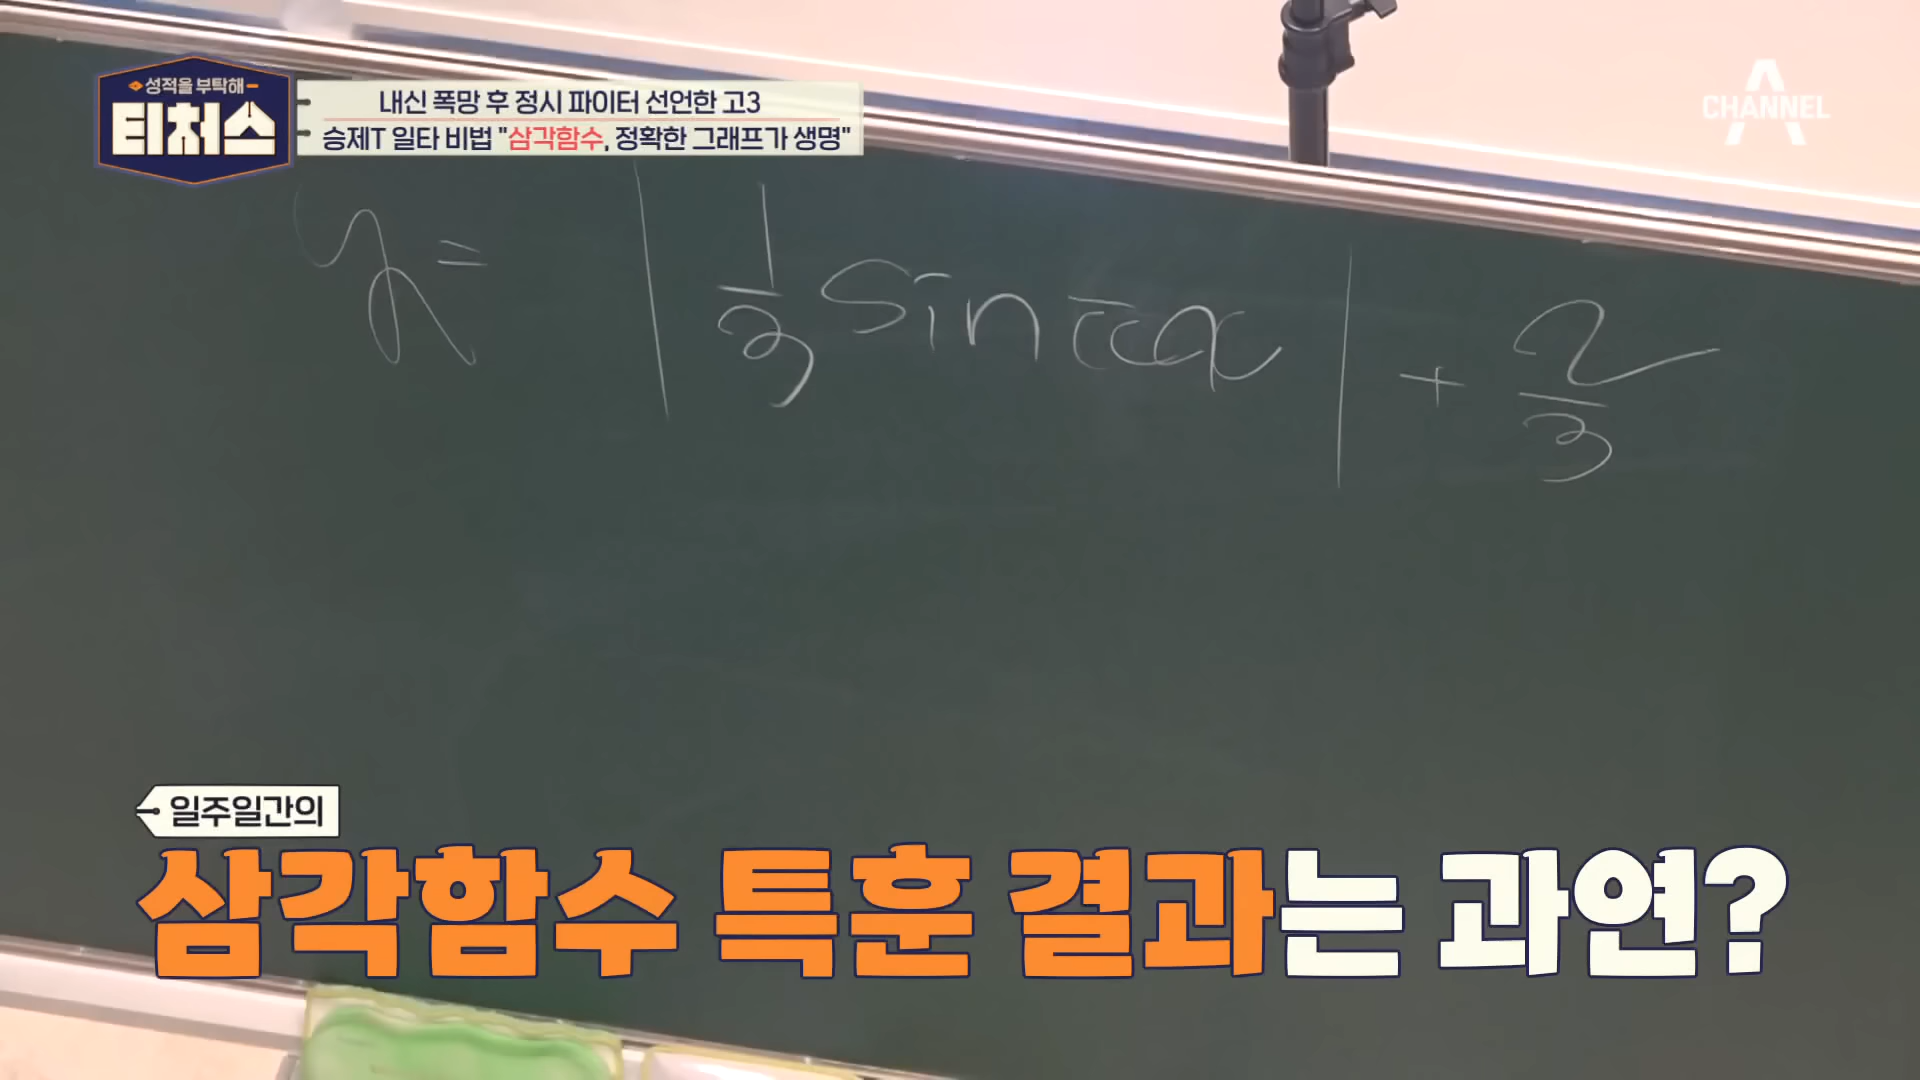 성적을 부탁해
티처스
내신 폭망 후 정시 파이터 선언한 고3
승제T 일타 비법 "삼각함수, 정확한 그래프가 생명"
CHANNEL A
y = | 1/3 sin πx | + 2/3
일주일간의
삼각함수 특훈 결과는 과연?